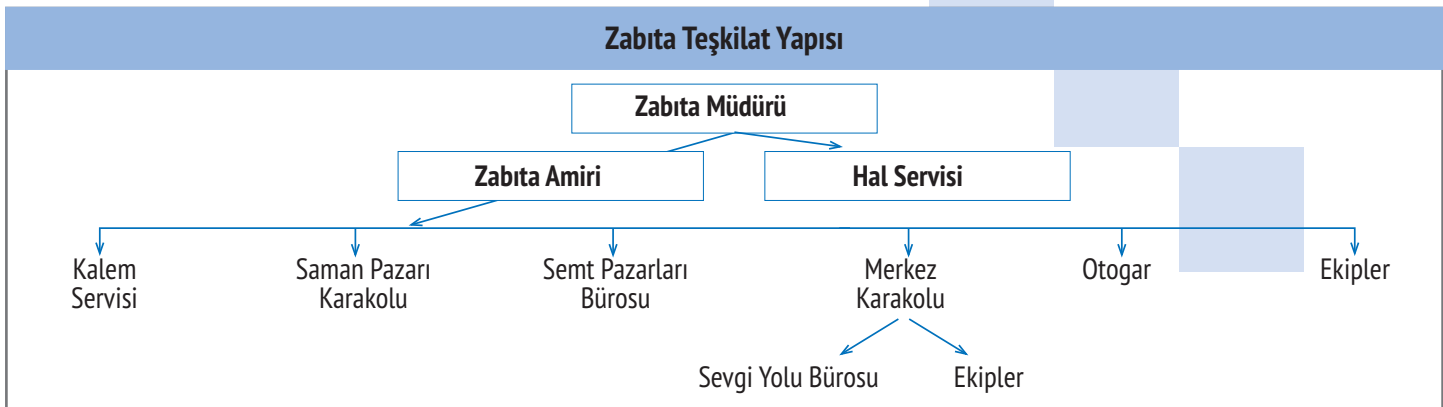 Zabıta Teşkilat Yapısı
Zabıta Müdürü
Zabıta Amiri
Hal Servisi
Kalem
Servisi
Saman Pazarı
Karakolu
Semt Pazarları
Bürosu
Merkez
Karakolu
Otogar
Ekipler
Sevgi Yolu Bürosu
Ekipler